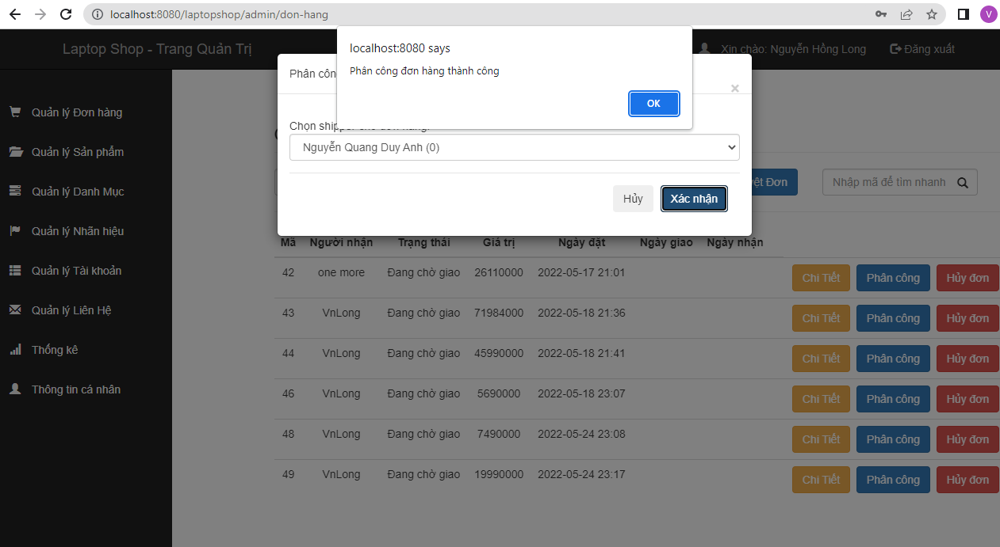 localhost:8080/laptopshop/admin/don-hang
V
localhost:8080 says
Phân công đơn hàng thành công
OK
Laptop Shop - Trang Quản Trị
Xin chào: Nguyễn Hồng Long
Đăng xuất
Quản lý Đơn hàng
Quản lý Sản phẩm
Quản lý Danh Mục
Quản lý Nhãn hiệu
Quản lý Tài khoản
Quản lý Liên Hệ
Thống kê
Thông tin cá nhân
Phân
×
Chọn
Nguyễn Quang Duy Anh (0)
Hủy
Xác nhận
Đơn
Nhập mã để tìm nhanh
Mã Người nhận Trạng thái Giá trị Ngày đặt Ngày giao Ngày nhận
42 one more Đang chờ giao 26110000 2022-05-17 21:01 Chi Tiết Phân công Hủy đơn
43 VnLong Đang chờ giao 71984000 2022-05-18 21:36 Chi Tiết Phân công Hủy đơn
44 VnLong Đang chờ giao 45990000 2022-05-18 21:41 Chi Tiết Phân công Hủy đơn
46 VnLong Đang chờ giao 5690000 2022-05-18 23:07 Chi Tiết Phân công Hủy đơn
48 VnLong Đang chờ giao 7490000 2022-05-24 23:08 Chi Tiết Phân công Hủy đơn
49 VnLong Đang chờ giao 19990000 2022-05-24 23:17 Chi Tiết Phân công Hủy đơn